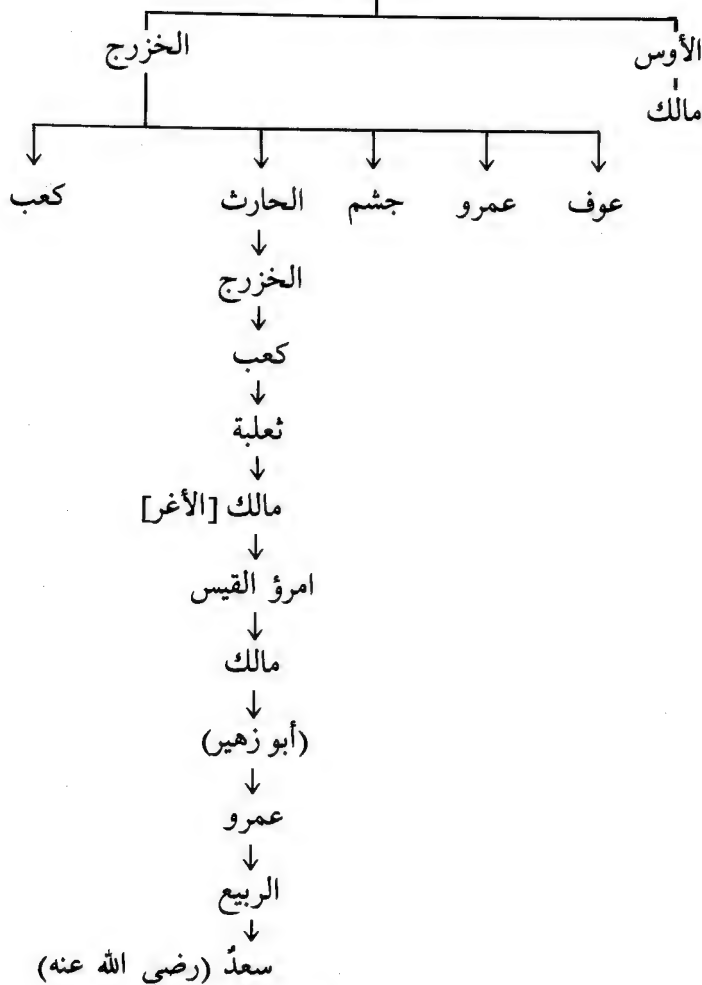 الأوس الخزرج
مالك
عوف عمرو جشم الحارث كعب
الخزرج
كعب
ثعلبة
مالك [الأغر]
امرؤ القيس
مالك
(أبو زهير)
عمرو
الربيع
سعدٌ (رضى الله عنه)